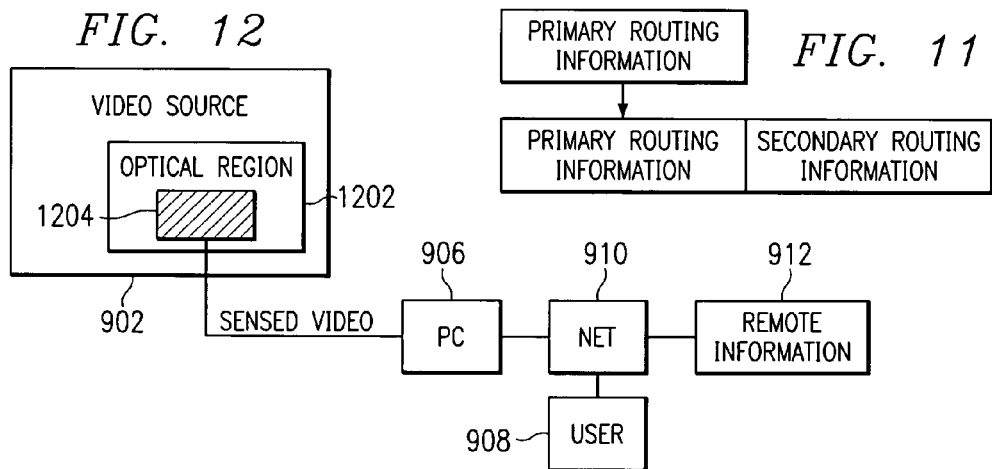 FIG. 12
VIDEO SOURCE
OPTICAL REGION
1204
1202
902
SENSED VIDEO
906
PC
910
NET
912
REMOTE
INFORMATION
908
USER
FIG. 11
PRIMARY ROUTING
INFORMATION
PRIMARY ROUTING
INFORMATION
SECONDARY ROUTING
INFORMATION